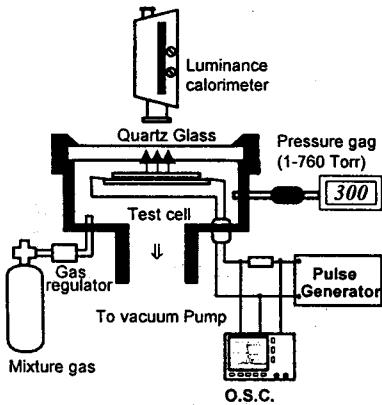 Luminance
calorimeter
Quartz Glass
Pressure gag
(1-760 Torr)
300
Test cell
Gas
regulator
Pulse
Generator
To vacuum Pump
Mixture gas
O.S.C.